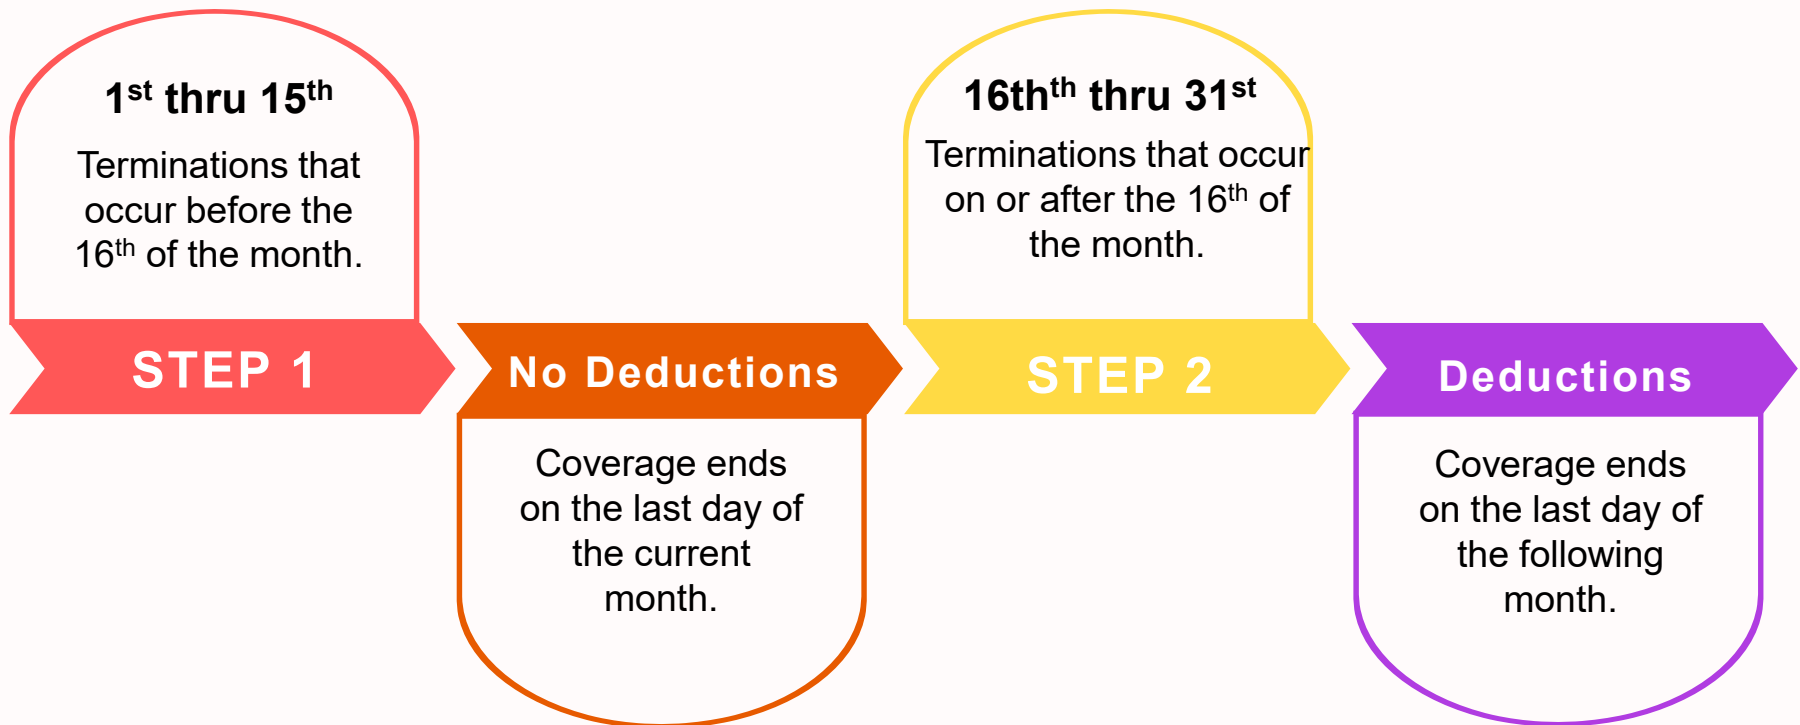 1st thru 15th
Terminations that
occur before the
16th of the month.
STEP 1
No Deductions
Coverage ends
on the last day of
the current
month.
16thth thru 31st
Terminations that occur
on or after the 16th of
the month.
STEP 2
Deductions
Coverage ends
on the last day of
the following
month.